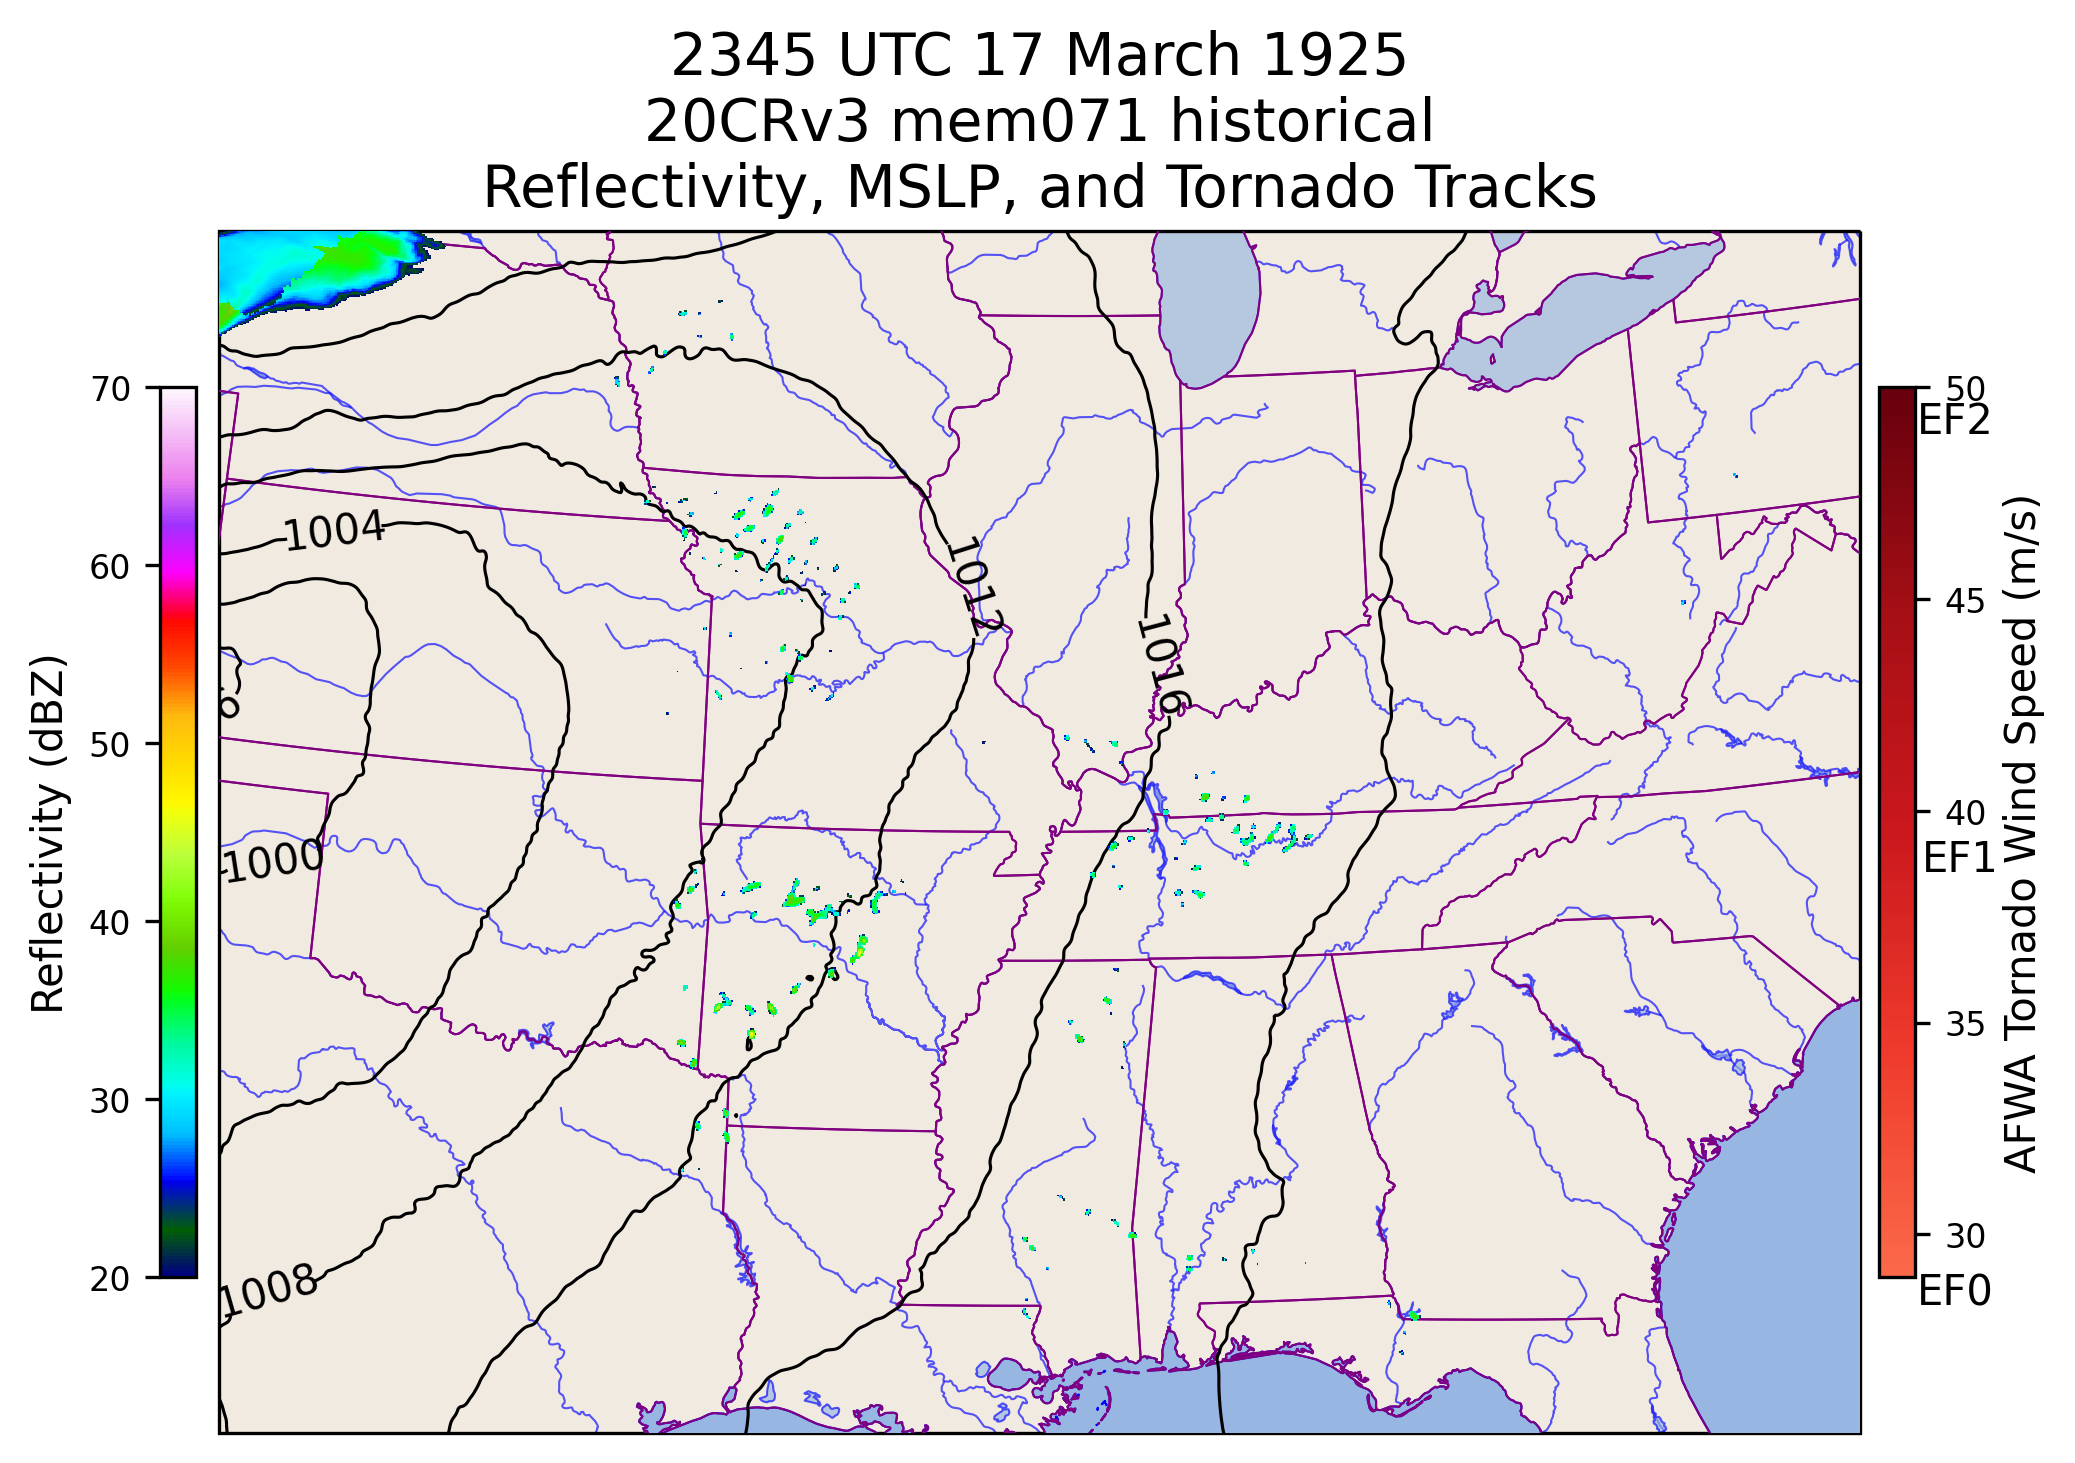 2345 UTC 17 March 1925
20CRv3 mem071 historical
Reflectivity, MSLP, and Tornado Tracks
70
60
50
40
30
20
Reflectivity (dBZ)
1004
1012
1016
6
1000
1008
50
EF2
45
40
EF1
35
30
EF0
AFWA Tornado Wind Speed (m/s)